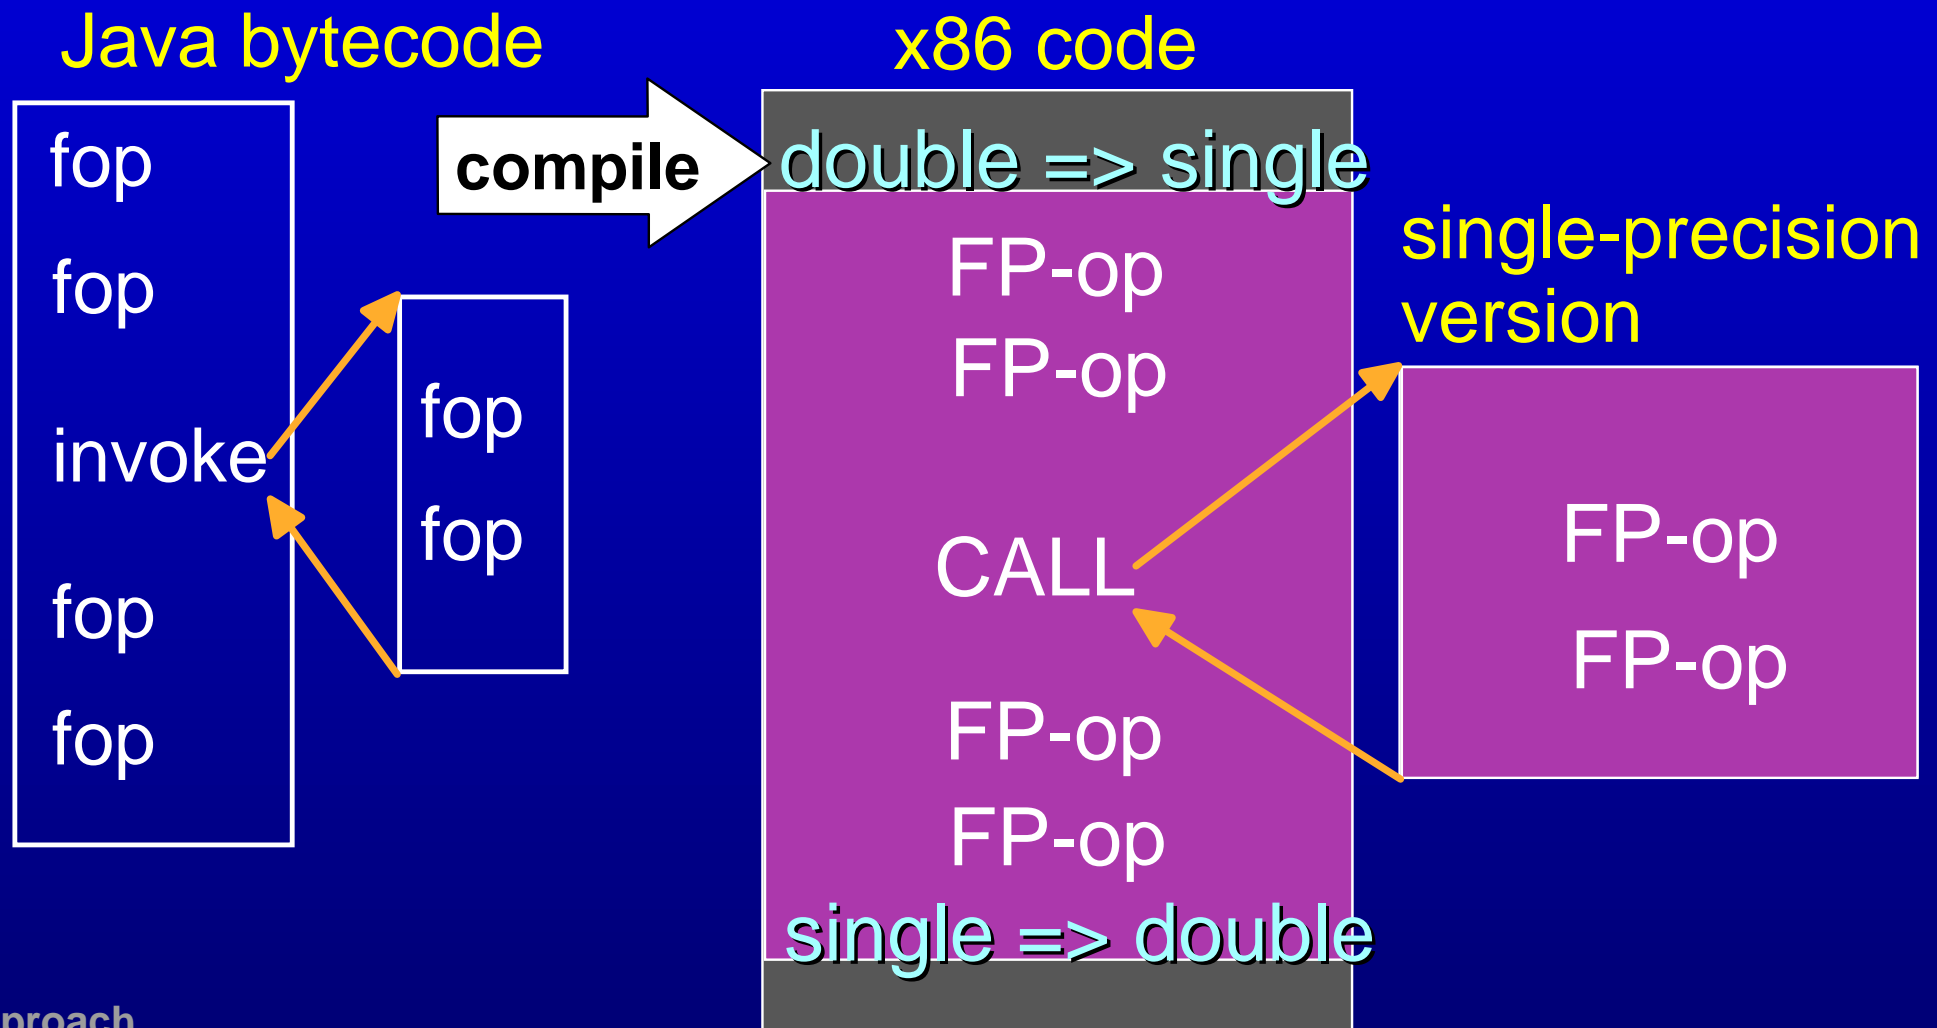 Java bytecode
x86 code
fop
fop
invoke
fop
fop
fop
fop
compile
double => single
FP-op
FP-op
CALL
FP-op
FP-op
single => double
single-precision
version
FP-op
FP-op